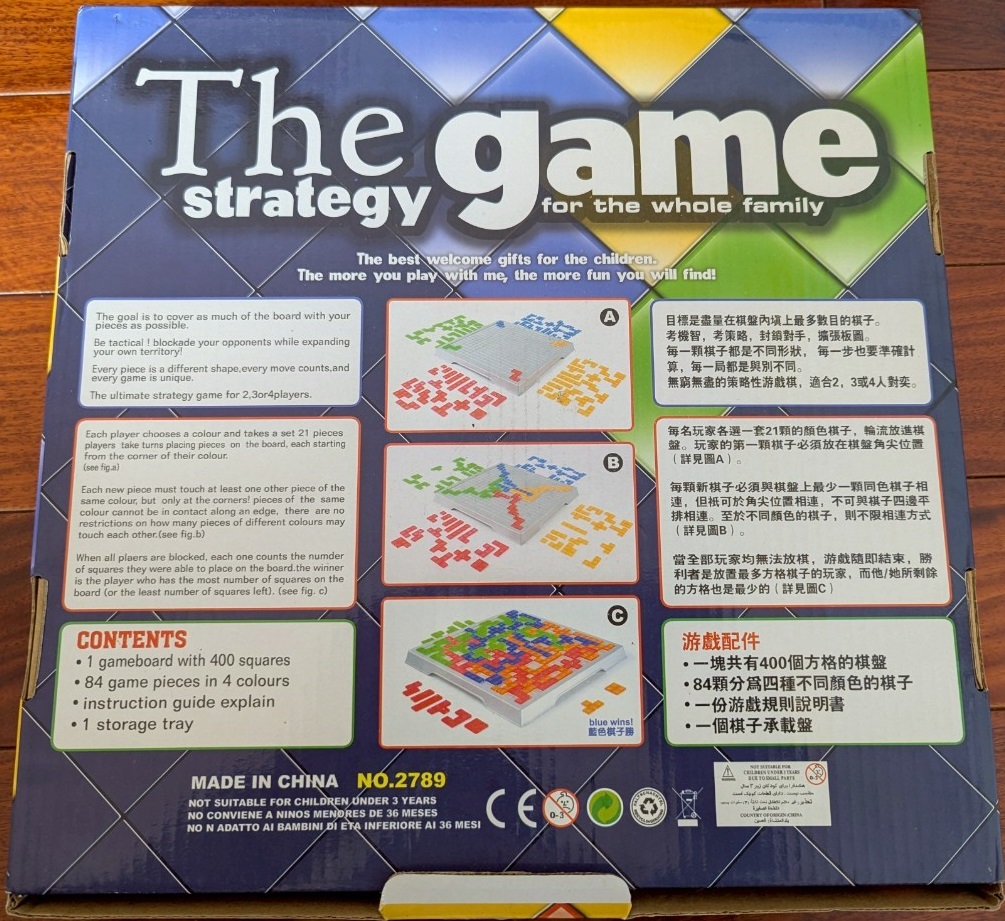 The game
strategy
for the whole family
The best welcome gifts for the children.
The more you play with me, the more fun you will find!
The goal is to cover as much of the board with your
pieces as possible.
Be tactical ! blockade your opponents while expanding
your own territory!
Every piece is a different shape,every move counts,and
every game is unique.
The ultimate strategy game for 2,3or4players.
A
目標是盡量在棋盤內填上最多數目的棋子。
考機智，考策略，封鎖對手，擴張板圖。
每一顆棋子都是不同形狀， 每一步也要準確計
算，每一局都是與別不同。
無窮無盡的策略性游戲棋，適合2，3或4人對奕。
Each player chooses a colour and takes a set 21 pieces
players take turns placing pieces on the board, each starting
from the corner of their colour.
(see fig.a)
Each new piece must touch at least one other piece of the
same colour, but only at the corners! pieces of the same
colour cannot be in contact along an edge, there are no
restrictions on how many pieces of different colours may
touch each other.(see fig.b)
When all plaers are blocked, each one counts the numder
of squares they were able to place on the board.the winner
is the player who has the most number of squares on the
board (or the least number of squares left). (see fig. c)
B
每名玩家各選一套21顆的顏色棋子，輪流放進棋
盤。玩家的第一顆棋子必須放在棋盤角尖位置
（詳見圖A）。
每顆新棋子必須與棋盤上最少一顆同色棋子相
連，但衹可於角尖位置相連，不可與棋子四邊平
排相連。至於不同顏色的棋子，則不限相連方式
（詳見圖B）。
當全部玩家均無法放棋，游戲隨即結束，勝
利者是放置最多方格棋子的玩家，而他/她所剩餘
的方格也是最少的（詳見圖C）
CONTENTS
• 1 gameboard with 400 squares
• 84 game pieces in 4 colours
• instruction guide explain
• 1 storage tray
C
blue wins!
藍色棋子勝
游戲配件
• 一塊共有400個方格的棋盤
• 84顆分爲四種不同顏色的棋子
• 一份游戲規則說明書
• 一個棋子承載盤
MADE IN CHINA NO.2789
NOT SUITABLE FOR CHILDREN UNDER 3 YEARS
NO CONVIENE A NINOS MENORES DE 36 MESES
NO N ADATTO AI BAMBINI DI ETA INFERIORE AI 36 MESI
CE
0-3
NOT SUITABLE FOR
CHILDREN UNDER 3 YEARS
DUE TO SMALL PARTS
0-3
COUNTRY OF ORIGIN :CHINA